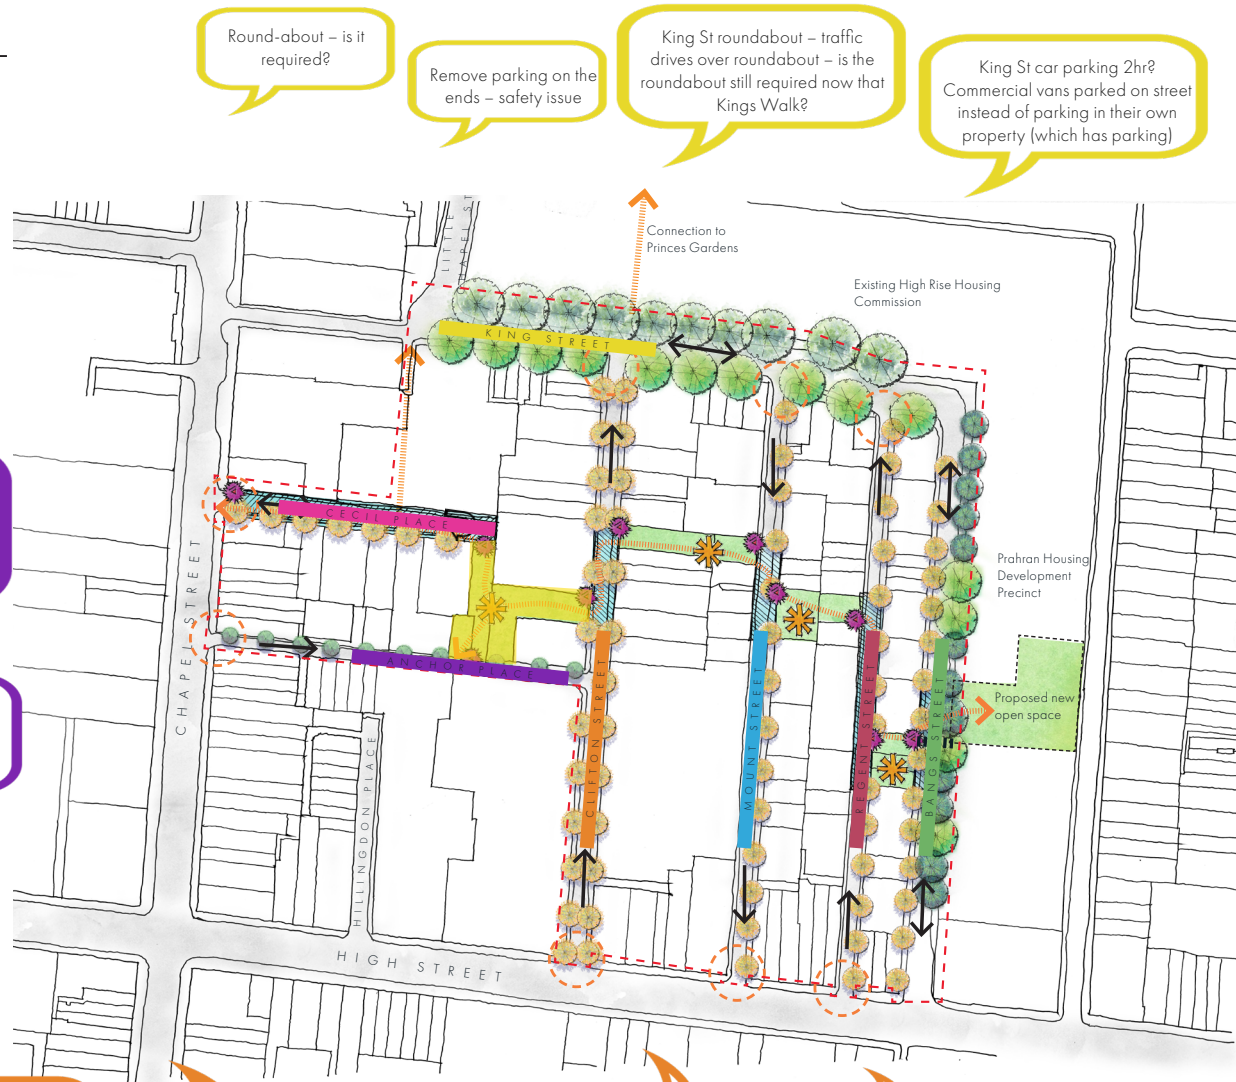 Round-about – is it
required?
Remove parking on the
ends – safety issue
King St roundabout – traffic
drives over roundabout – is the
roundabout still required now that
Kings Walk?
King St car parking 2hr?
Commercial vans parked on street
instead of parking in their own
property (which has parking)
LITTLE
CHAPEL ST
Connection to
Princes Gardens
Existing High Rise Housing
Commission
KING STREET
CECIL PLACE
CHAPEL STREET
Prahran Housing
Development
Precinct
ANCHOR PLACE
CLIFTON STREET
MOUNT STREET
REGENT STREET
BANGS STREET
Proposed new
open space
HILLINGDON PLACE
HIGH STREET